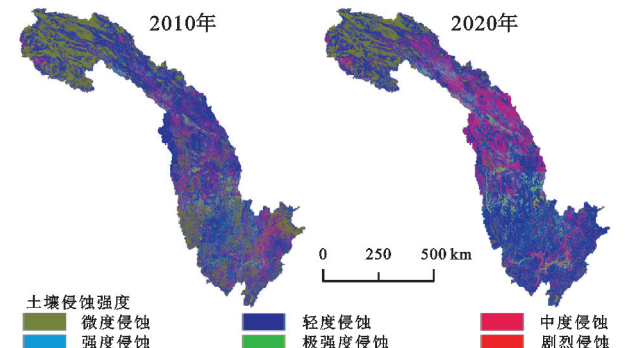 2010年 2020年
0 250 500 km
土壤侵蚀强度
微度侵蚀 轻度侵蚀 中度侵蚀
强度侵蚀 极强度侵蚀 剧烈侵蚀